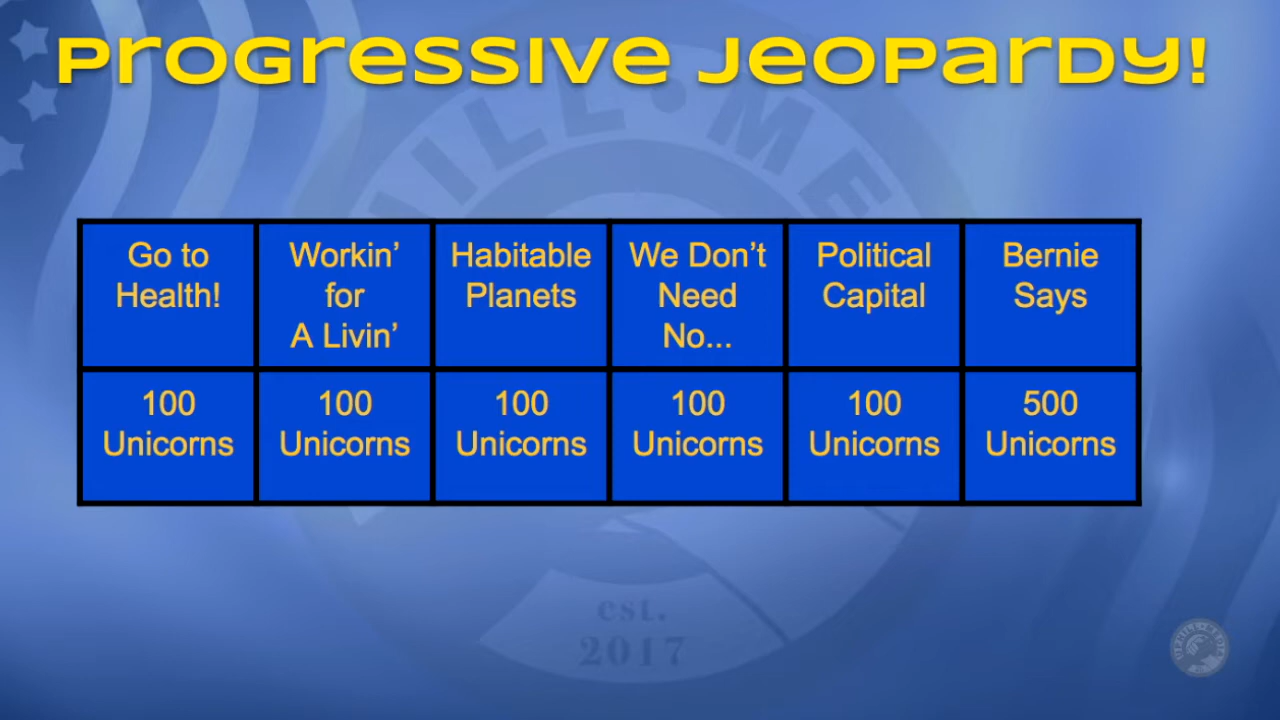 Progressive Jeopardy!
Go to
Health!
Workin’
for
A Livin’
Habitable
Planets
We Don’t
Need
No...
Political
Capital
Bernie
Says
100
Unicorns
100
Unicorns
100
Unicorns
100
Unicorns
100
Unicorns
500
Unicorns
est.
2017